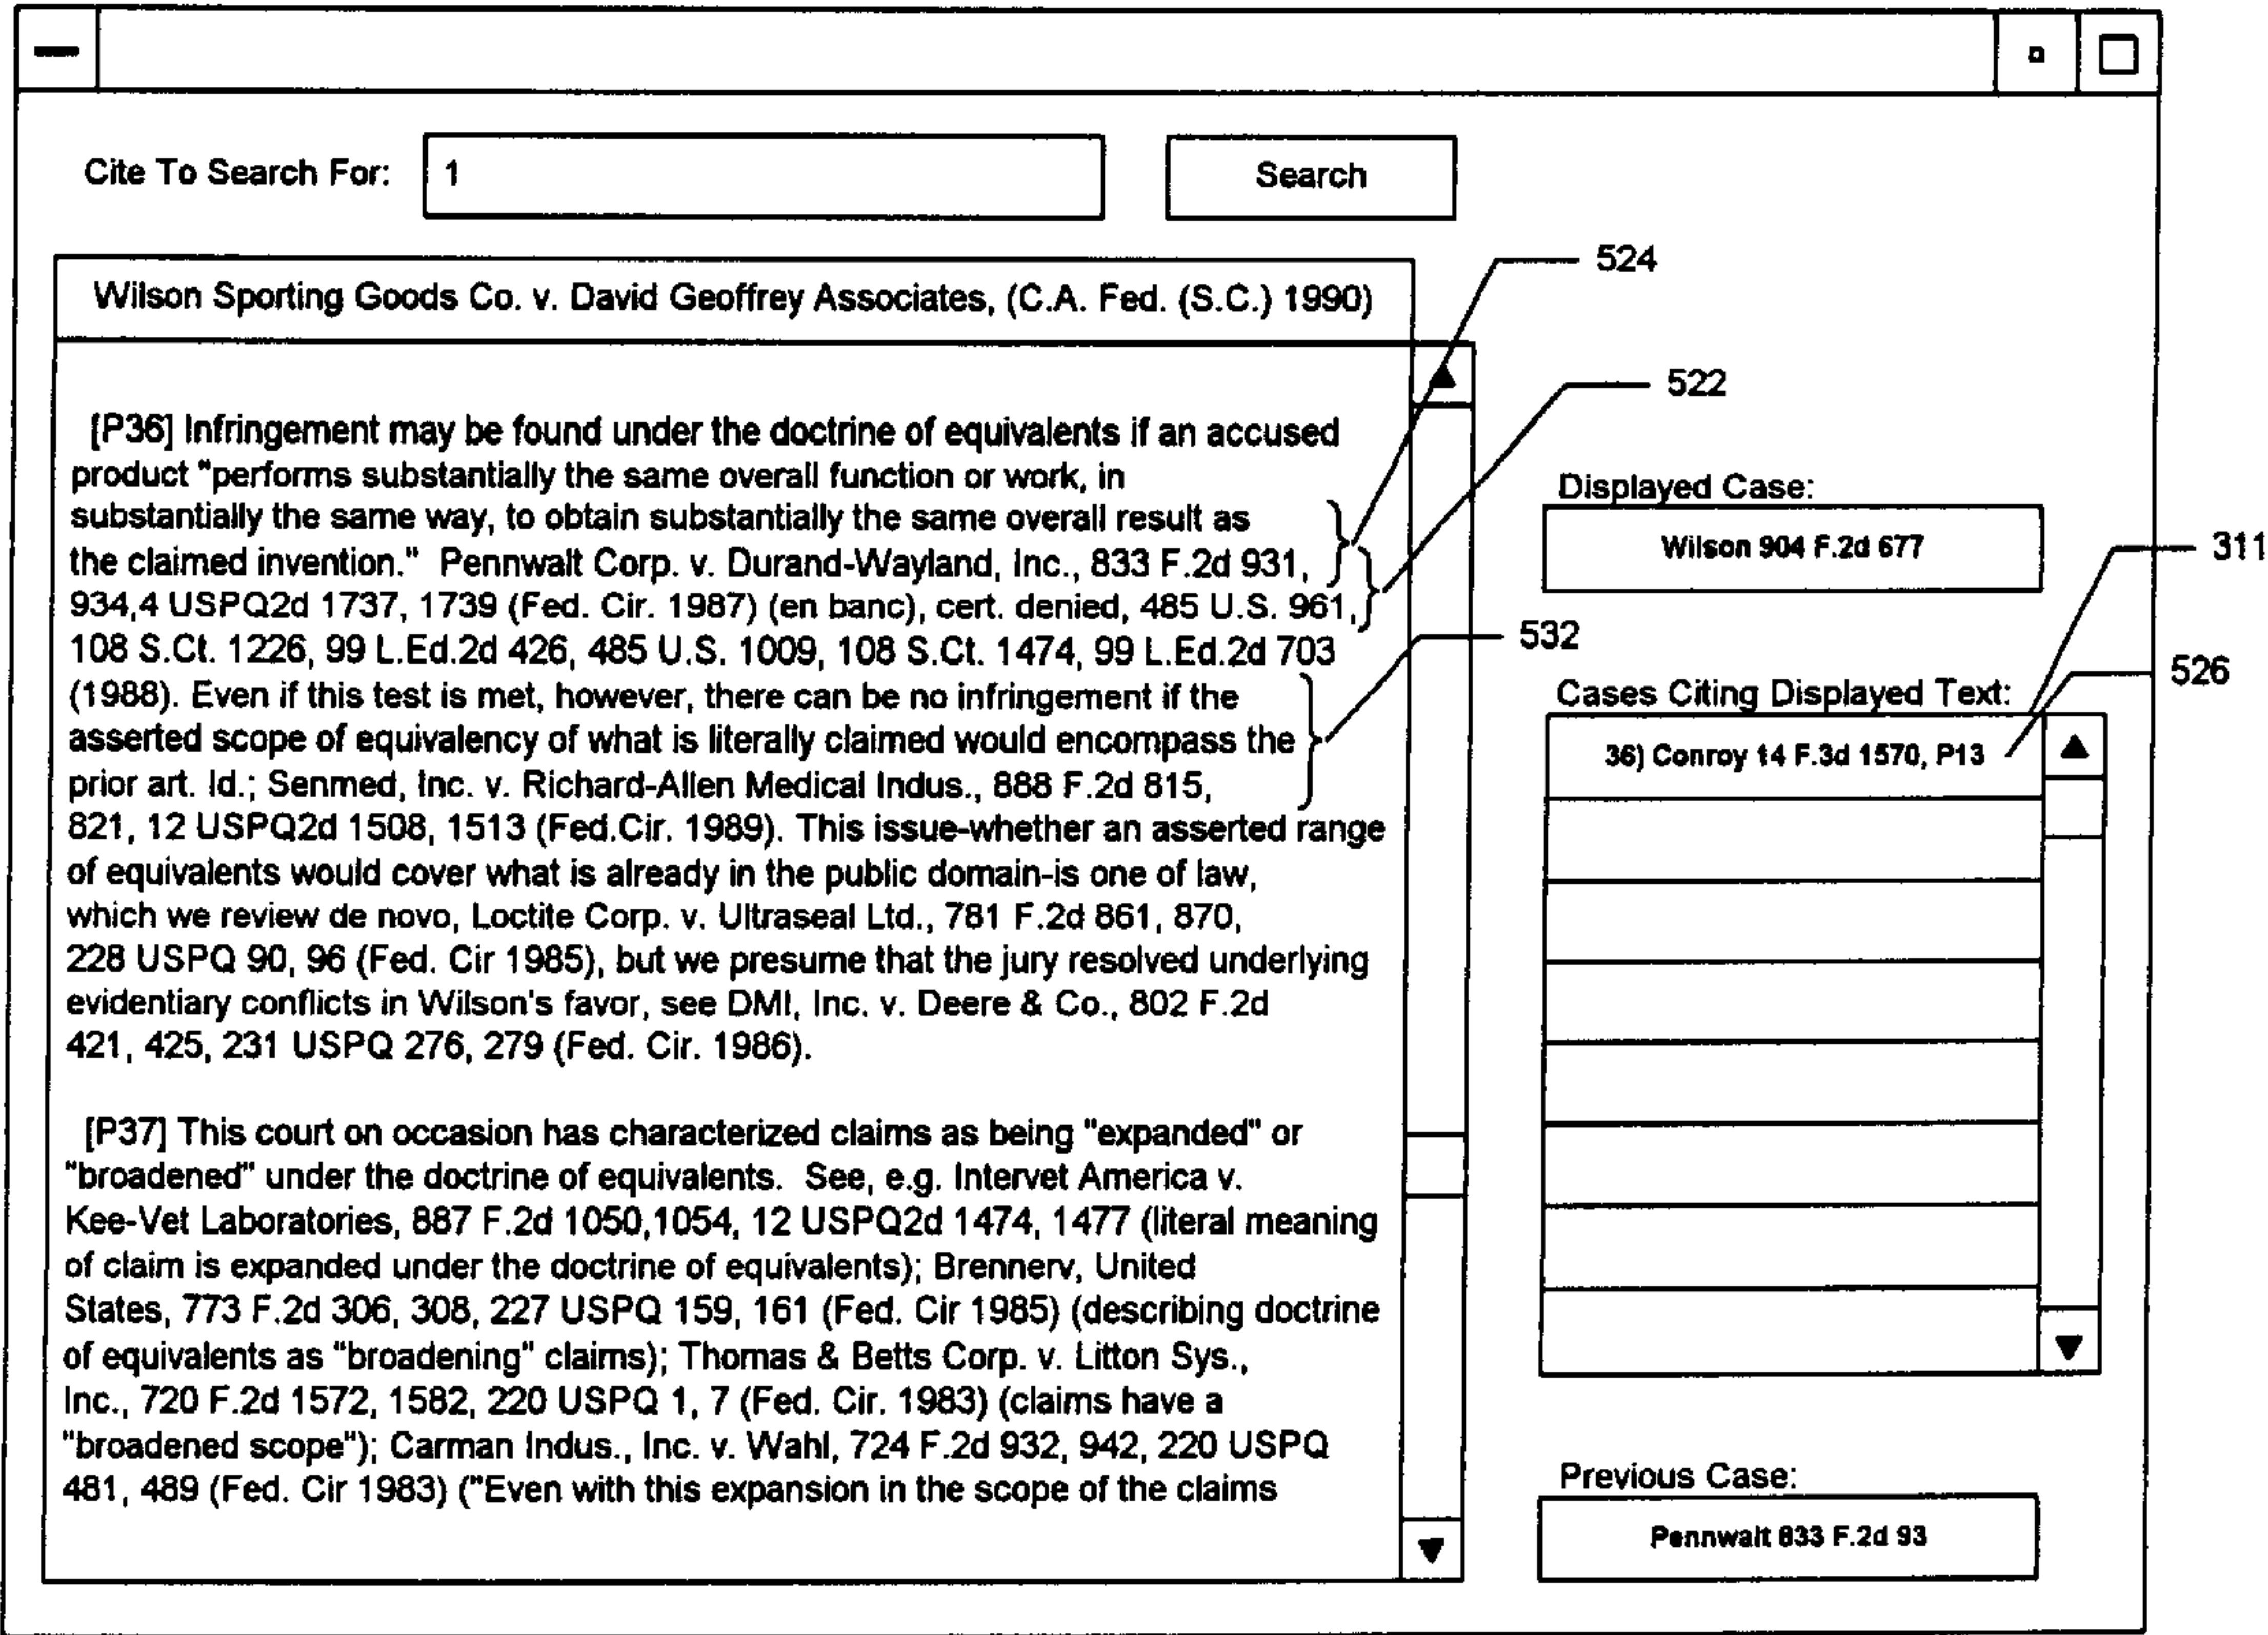 Cite To Search For: 1 Search
524
Wilson Sporting Goods Co. v. David Geoffrey Associates, (C.A. Fed. (S.C.) 1990)
522
[P36] Infringement may be found under the doctrine of equivalents if an accused
product "performs substantially the same overall function or work, in
substantially the same way, to obtain substantially the same overall result as
the claimed invention." Pennwalt Corp. v. Durand-Wayland, Inc., 833 F.2d 931,
934,4 USPQ2d 1737, 1739 (Fed. Cir. 1987) (en banc), cert. denied, 485 U.S. 961,
108 S.Ct. 1226, 99 L.Ed.2d 426, 485 U.S. 1009, 108 S.Ct. 1474, 99 L.Ed.2d 703
(1988). Even if this test is met, however, there can be no infringement if the
asserted scope of equivalency of what is literally claimed would encompass the
prior art. Id.; Senmed, Inc. v. Richard-Allen Medical Indus., 888 F.2d 815,
821, 12 USPQ2d 1508, 1513 (Fed.Cir. 1989). This issue-whether an asserted range
of equivalents would cover what is already in the public domain-is one of law,
which we review de novo, Loctite Corp. v. Ultraseal Ltd., 781 F.2d 861, 870,
228 USPQ 90, 96 (Fed. Cir 1985), but we presume that the jury resolved underlying
evidentiary conflicts in Wilson's favor, see DMI, Inc. v. Deere & Co., 802 F.2d
421, 425, 231 USPQ 276, 279 (Fed. Cir. 1986).
[P37] This court on occasion has characterized claims as being "expanded" or
"broadened" under the doctrine of equivalents. See, e.g. Intervet America v.
Kee-Vet Laboratories, 887 F.2d 1050,1054, 12 USPQ2d 1474, 1477 (literal meaning
of claim is expanded under the doctrine of equivalents); Brennerv, United
States, 773 F.2d 306, 308, 227 USPQ 159, 161 (Fed. Cir 1985) (describing doctrine
of equivalents as "broadening" claims); Thomas & Betts Corp. v. Litton Sys.,
Inc., 720 F.2d 1572, 1582, 220 USPQ 1, 7 (Fed. Cir. 1983) (claims have a
"broadened scope"); Carman Indus., Inc. v. Wahl, 724 F.2d 932, 942, 220 USPQ
481, 489 (Fed. Cir 1983) ("Even with this expansion in the scope of the claims
Displayed Case:
Wilson 904 F.2d 677
311
532
526
Cases Citing Displayed Text:
36) Conroy 14 F.3d 1570, P13
Previous Case:
Pennwalt 833 F.2d 93